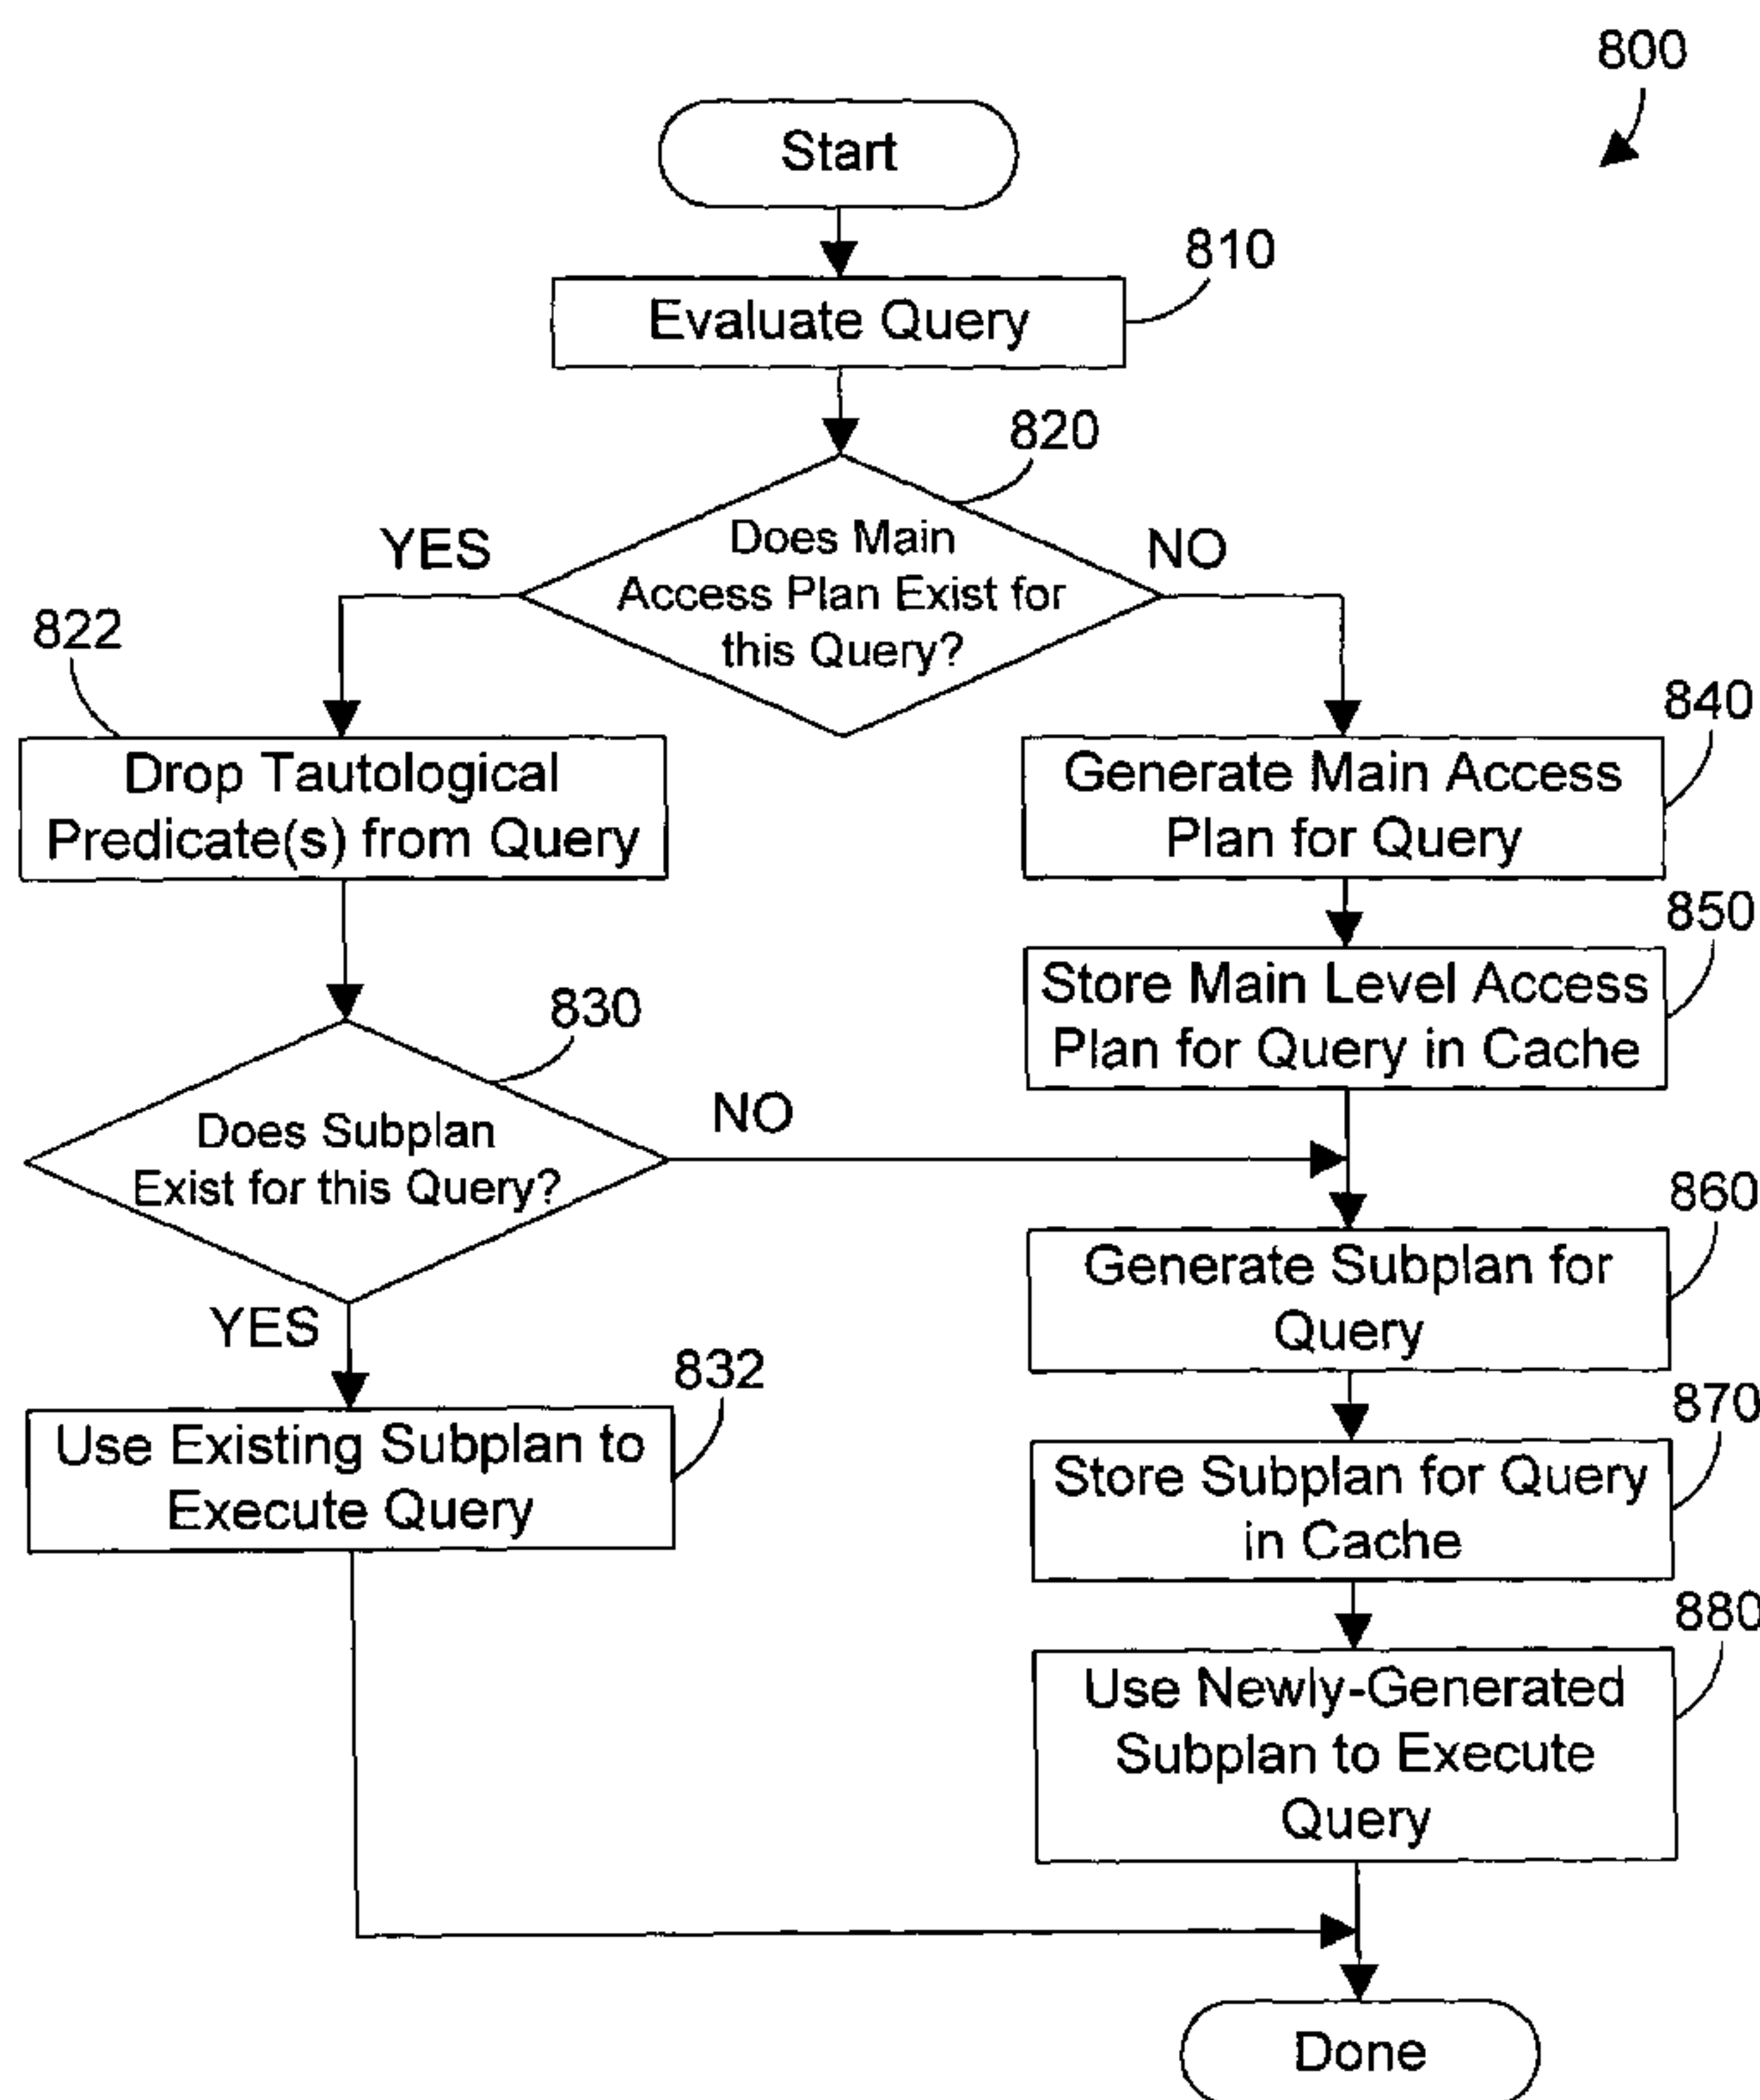 800
Start
810
Evaluate Query
820
Does Main
Access Plan Exist for
this Query?
YES
NO
822
Drop Tautological
Predicate(s) from Query
840
Generate Main Access
Plan for Query
850
Store Main Level Access
Plan for Query in Cache
830
Does Subplan
Exist for this Query?
NO
YES
860
Generate Subplan for
Query
832
Use Existing Subplan to
Execute Query
870
Store Subplan for Query
in Cache
880
Use Newly-Generated
Subplan to Execute
Query
Done